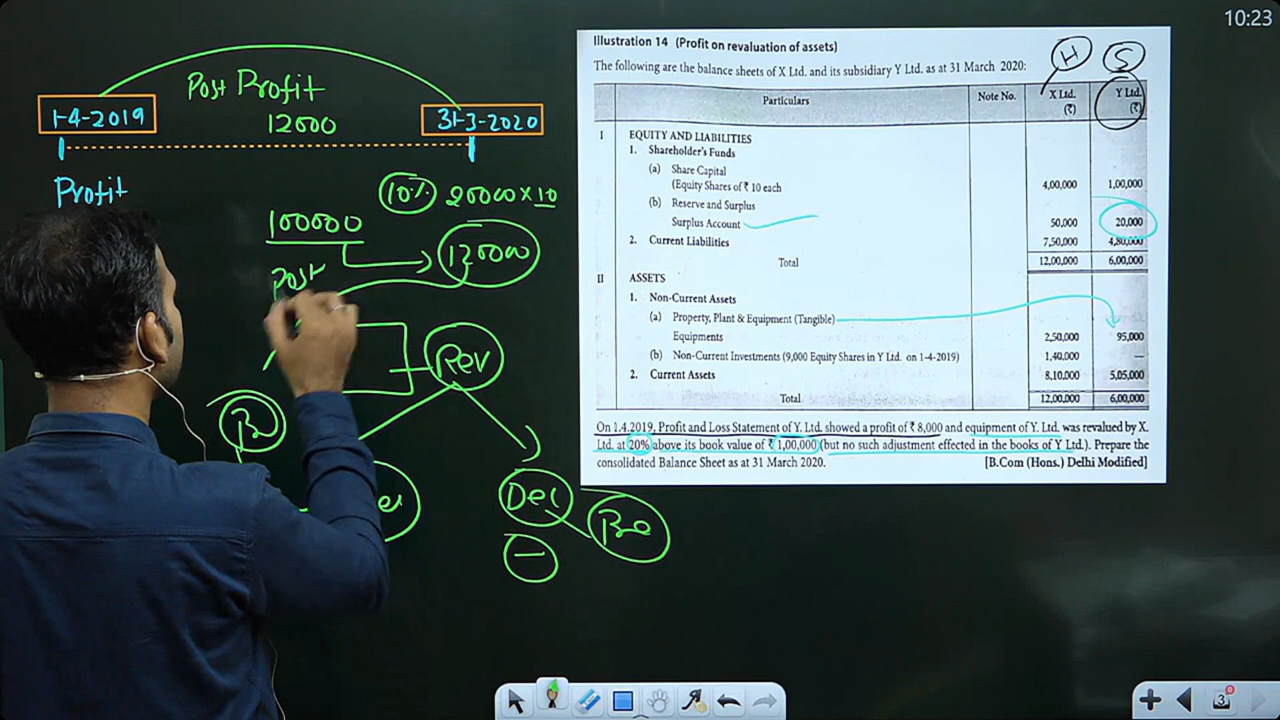 10:23
1-4-2019
Post Profit
12000
31-3-2020
Profit
10% 20000 × 10
100000
120000
Post
Rev
Dec
−
Illustration 14 (Profit on revaluation of assets)
The following are the balance sheets of X Ltd. and its subsidiary Y Ltd. as at 31 March 2020:
H S
Particulars Note No. X Ltd. (₹) Y Ltd. (₹)
I EQUITY AND LIABILITIES
1. Shareholder's Funds
(a) Share Capital
(Equity Shares of ₹ 10 each 4,00,000 1,00,000
(b) Reserve and Surplus
Surplus Account 50,000 20,000
2. Current Liabilities 7,50,000 4,80,000
Total 12,00,000 6,00,000
II ASSETS
1. Non-Current Assets
(a) Property, Plant & Equipment (Tangible)
Equipments 2,50,000 95,000
(b) Non-Current Investments (9,000 Equity Shares in Y Ltd. on 1-4-2019) 1,40,000 —
2. Current Assets 8,10,000 5,05,000
Total 12,00,000 6,00,000
On 1.4.2019, Profit and Loss Statement of Y. Ltd. showed a profit of ₹ 8,000 and equipment of Y. Ltd. was revalued by X.
Ltd. at 20% above its book value of ₹ 1,00,000 (but no such adjustment effected in the books of Y Ltd.). Prepare the
consolidated Balance Sheet as at 31 March 2020. [B.Com (Hons.) Delhi Modified]
3